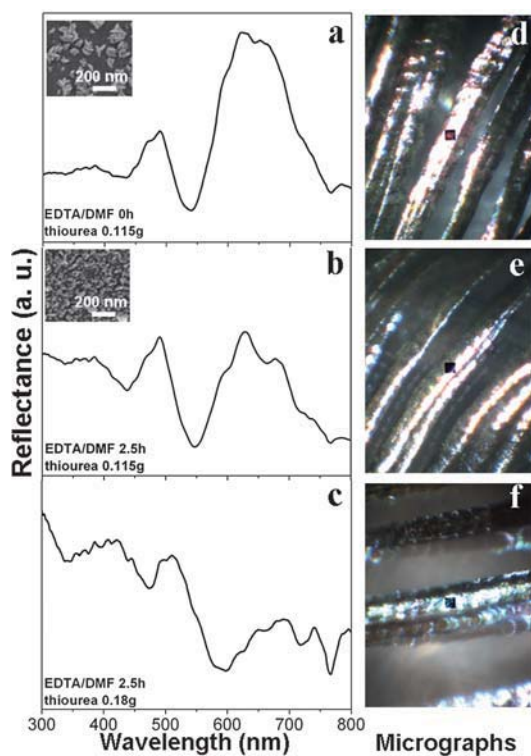 a
200 nm
EDTA/DMF 0h
thiourea 0.115g
b
200 nm
EDTA/DMF 2.5h
thiourea 0.115g
c
EDTA/DMF 2.5h
thiourea 0.18g
Reflectance (a. u.)
300 400 500 600 700 800
Wavelength (nm)
d
e
f
Micrographs